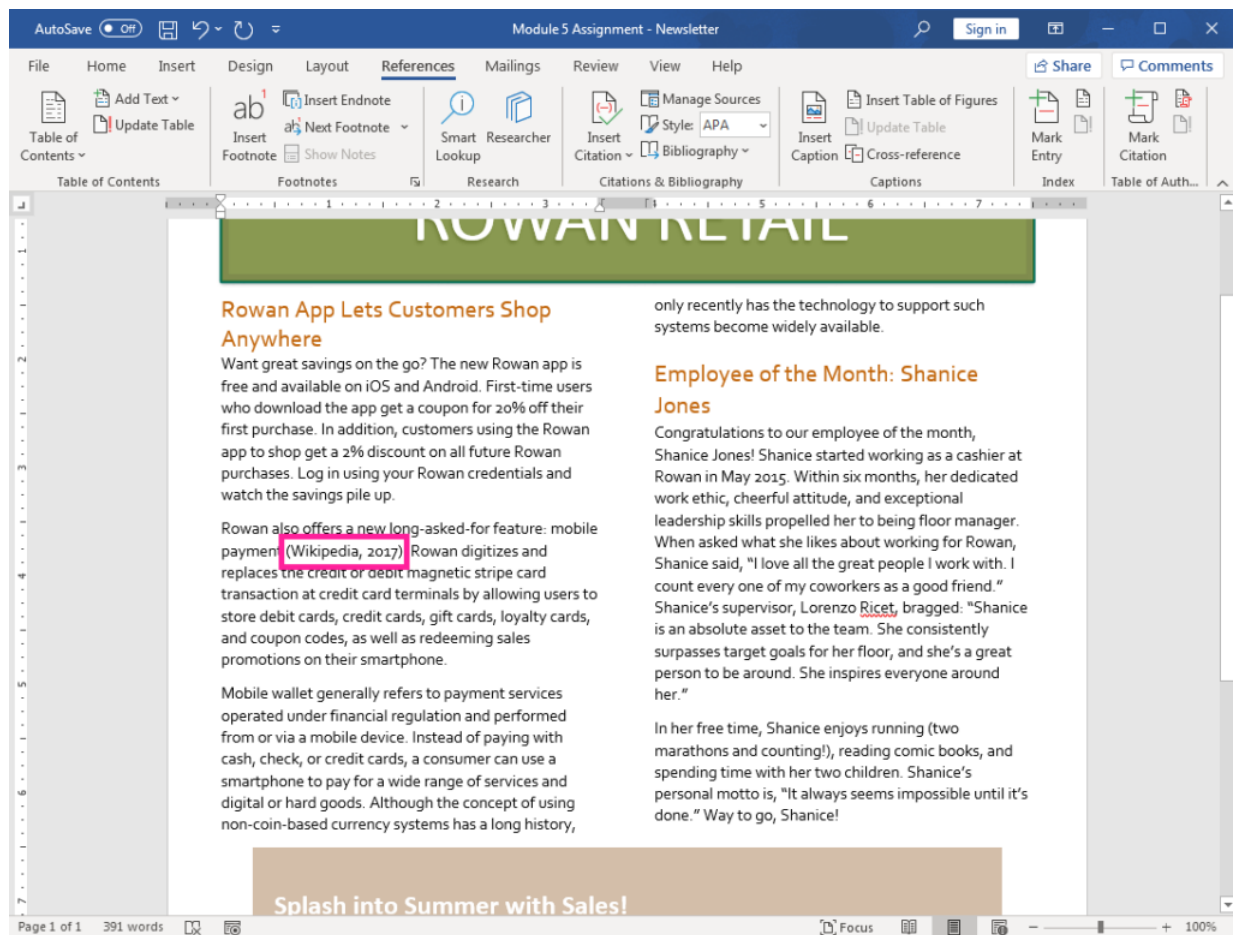 AutoSave Off Module 5 Assignment - Newsletter Sign in
File Home Insert Design Layout References Mailings Review View Help Share Comments
Table of Contents
Add Text
Update Table
Table of Contents
ab¹
Insert Footnote
Insert Endnote
Next Footnote
Show Notes
Footnotes
Smart Lookup
Researcher
Research
Insert Citation
Manage Sources
Style: APA
Bibliography
Citations & Bibliography
Insert Caption
Insert Table of Figures
Update Table
Cross-reference
Captions
Mark Entry
Index
Mark Citation
Table of Auth...
1 2 3 4 5 6 7
ROWAN RETAIL
Rowan App Lets Customers Shop
Anywhere
Want great savings on the go? The new Rowan app is
free and available on iOS and Android. First-time users
who download the app get a coupon for 20% off their
first purchase. In addition, customers using the Rowan
app to shop get a 2% discount on all future Rowan
purchases. Log in using your Rowan credentials and
watch the savings pile up.
Rowan also offers a new long-asked-for feature: mobile
payment (Wikipedia, 2017) Rowan digitizes and
replaces the credit or debit magnetic stripe card
transaction at credit card terminals by allowing users to
store debit cards, credit cards, gift cards, loyalty cards,
and coupon codes, as well as redeeming sales
promotions on their smartphone.
Mobile wallet generally refers to payment services
operated under financial regulation and performed
from or via a mobile device. Instead of paying with
cash, check, or credit cards, a consumer can use a
smartphone to pay for a wide range of services and
digital or hard goods. Although the concept of using
non-coin-based currency systems has a long history,
only recently has the technology to support such
systems become widely available.
Employee of the Month: Shanice
Jones
Congratulations to our employee of the month,
Shanice Jones! Shanice started working as a cashier at
Rowan in May 2015. Within six months, her dedicated
work ethic, cheerful attitude, and exceptional
leadership skills propelled her to being floor manager.
When asked what she likes about working for Rowan,
Shanice said, “I love all the great people I work with. I
count every one of my coworkers as a good friend.”
Shanice’s supervisor, Lorenzo Ricet, bragged: “Shanice
is an absolute asset to the team. She consistently
surpasses target goals for her floor, and she’s a great
person to be around. She inspires everyone around
her.”
In her free time, Shanice enjoys running (two
marathons and counting!), reading comic books, and
spending time with her two children. Shanice’s
personal motto is, “It always seems impossible until it’s
done.” Way to go, Shanice!
Splash into Summer with Sales!
Page 1 of 1 391 words Focus 100%